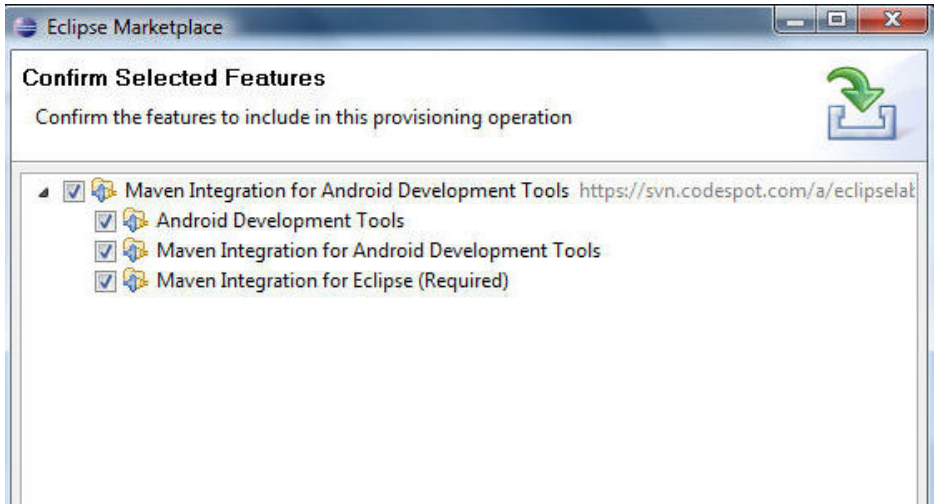 Eclipse Marketplace
Confirm Selected Features
Confirm the features to include in this provisioning operation
Maven Integration for Android Development Tools https://svn.codespot.com/a/eclipselab
Android Development Tools
Maven Integration for Android Development Tools
Maven Integration for Eclipse (Required)